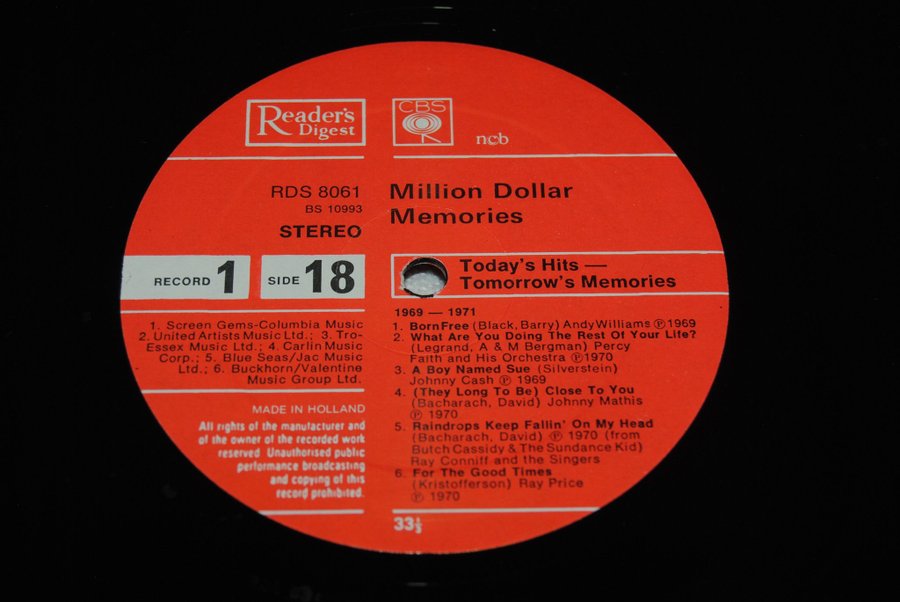 Reader's
Digest
CBS
ncb
RDS 8061
BS 10993
STEREO
Million Dollar
Memories
RECORD 1
SIDE 18
Today's Hits —
Tomorrow's Memories
1. Screen Gems-Columbia Music
2. United Artists Music Ltd.; 3. Tro-
Essex Music Ltd.; 4. Carlin Music
Corp.; 5. Blue Seas/Jac Music
Ltd.; 6. Buckhorn/Valentine
Music Group Ltd.
MADE IN HOLLAND
All rights of the manufacturer and
of the owner of the recorded work
reserved. Unauthorised public
performance broadcasting
and copying of this
record prohibited.
1969 — 1971
1. Born Free (Black, Barry) Andy Williams ℗ 1969
2. What Are You Doing The Rest Of Your Life?
(Legrand, A & M Bergman) Percy
Faith and His Orchestra ℗ 1970
3. A Boy Named Sue (Silverstein)
Johnny Cash ℗ 1969
4. (They Long To Be) Close To You
(Bacharach, David) Johnny Mathis
℗ 1970
5. Raindrops Keep Fallin' On My Head
(Bacharach, David) ℗ 1970 (from
Butch Cassidy & The Sundance Kid)
Ray Conniff and the Singers
6. For The Good Times
(Kristofferson) Ray Price
℗ 1970
33⅓